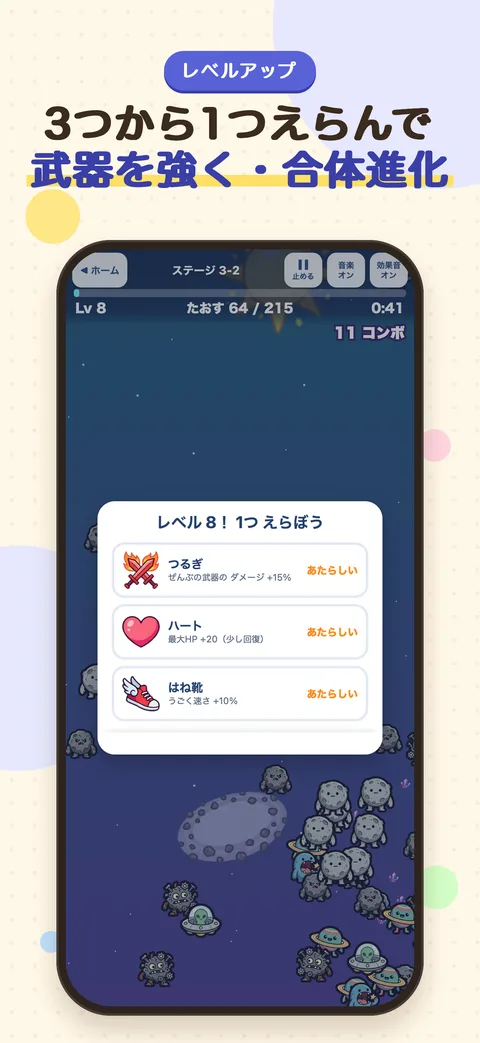 レベルアップ
3つから1つえらんで
武器を強く・合体進化
◀ ホーム
ステージ 3-2
止める
音楽
オン
効果音
オン
Lv 8
たおす 64 / 215
0:41
11 コンボ
レベル 8！ 1つ えらぼう
つるぎ
ぜんぶの武器の ダメージ +15%
あたらしい
ハート
最大HP +20（少し回復）
あたらしい
はね靴
うごく速さ +10%
あたらしい